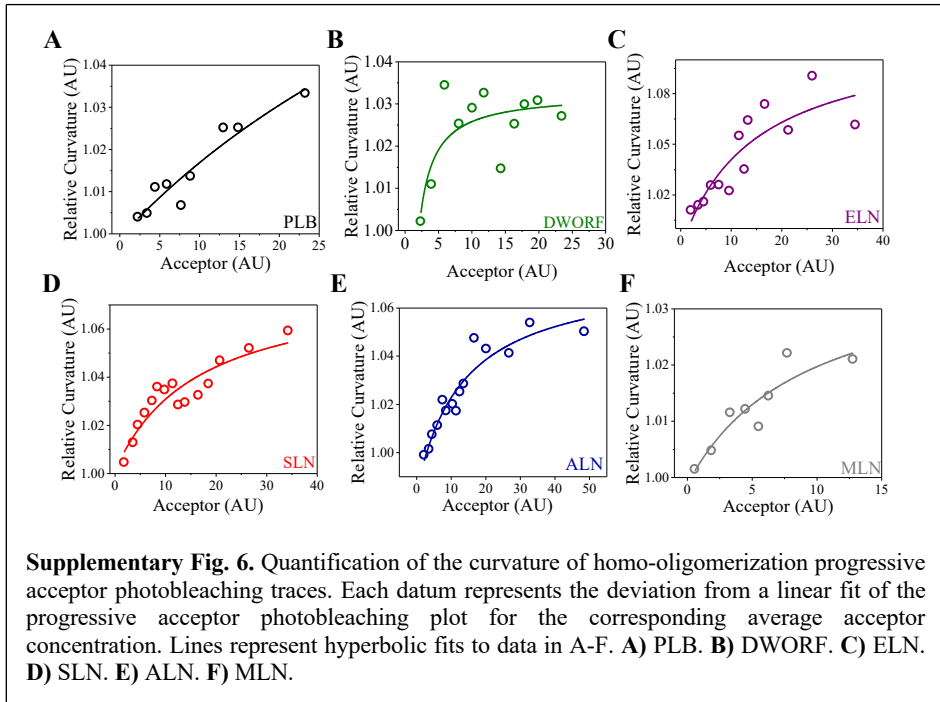 A
Relative Curvature (AU)
1.04
1.03
1.02
1.01
1.00
0 5 10 15 20 25
Acceptor (AU)
PLB
B
Relative Curvature (AU)
1.04
1.03
1.02
1.01
1.00
0 5 10 15 20 25 30
Acceptor (AU)
DWORF
C
Relative Curvature (AU)
1.08
1.05
1.02
0 10 20 30 40
Acceptor (AU)
ELN
D
Relative Curvature (AU)
1.06
1.04
1.02
1.00
0 10 20 30 40
Acceptor (AU)
SLN
E
Relative Curvature (AU)
1.06
1.04
1.02
1.00
0 10 20 30 40 50
Acceptor (AU)
ALN
F
Relative Curvature (AU)
1.03
1.02
1.01
1.00
0 5 10 15
Acceptor (AU)
MLN
Supplementary Fig. 6. Quantification of the curvature of homo-oligomerization progressive
acceptor photobleaching traces. Each datum represents the deviation from a linear fit of the
progressive acceptor photobleaching plot for the corresponding average acceptor
concentration. Lines represent hyperbolic fits to data in A-F. A) PLB. B) DWORF. C) ELN.
D) SLN. E) ALN. F) MLN.